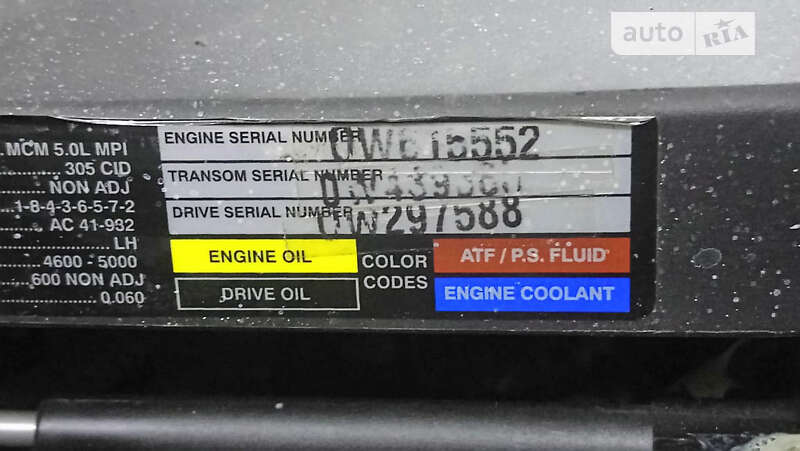 auto RIA
MCM 5.0L MPI
305 CID
NON ADJ
1-8-4-3-6-5-7-2
AC 41-932
LH
4600 - 5000
600 NON ADJ
0.060
ENGINE SERIAL NUMBER 0W615552
TRANSOM SERIAL NUMBER
DRIVE SERIAL NUMBER 0W297588
ENGINE OIL
DRIVE OIL
COLOR
CODES
ATF / P.S. FLUID
ENGINE COOLANT